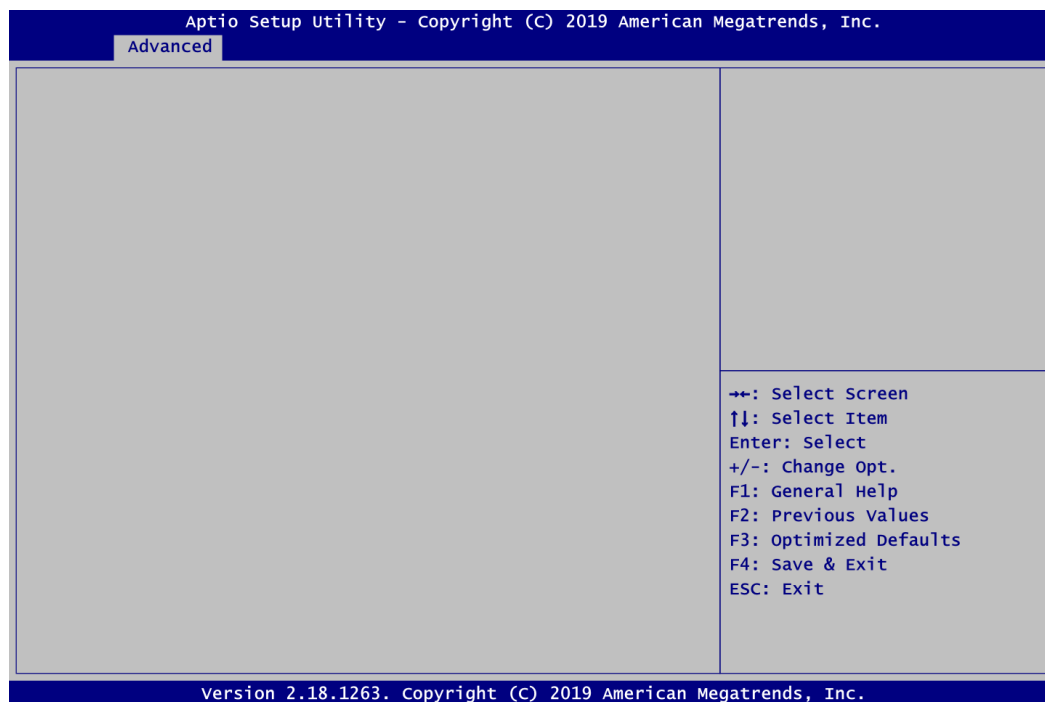 Aptio Setup Utility – Copyright (C) 2019 American Megatrends, Inc.
Advanced
→←: Select Screen
↑↓: Select Item
Enter: Select
+/-: Change Opt.
F1: General Help
F2: Previous Values
F3: Optimized Defaults
F4: Save & Exit
ESC: Exit
Version 2.18.1263. Copyright (C) 2019 American Megatrends, Inc.